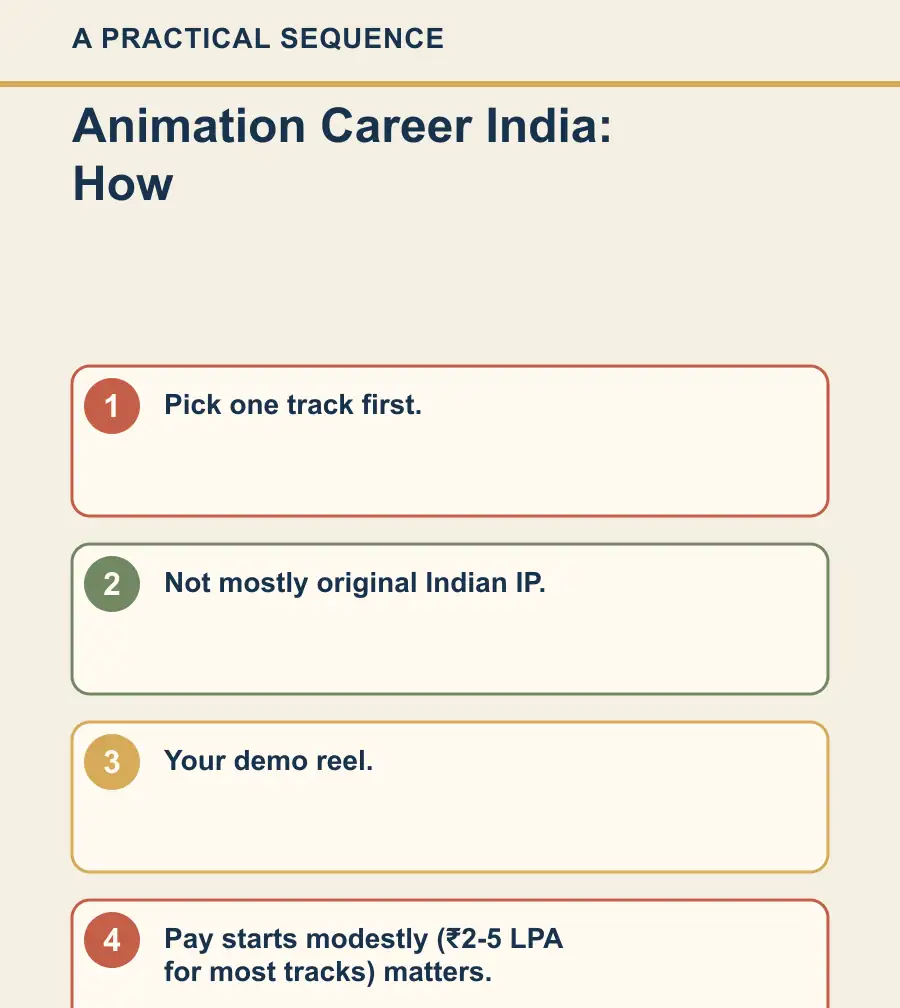 A PRACTICAL SEQUENCE
Animation Career India:
How
1
Pick one track first.
2
Not mostly original Indian IP.
3
Your demo reel.
4
Pay starts modestly (₹2-5 LPA
for most tracks) matters.